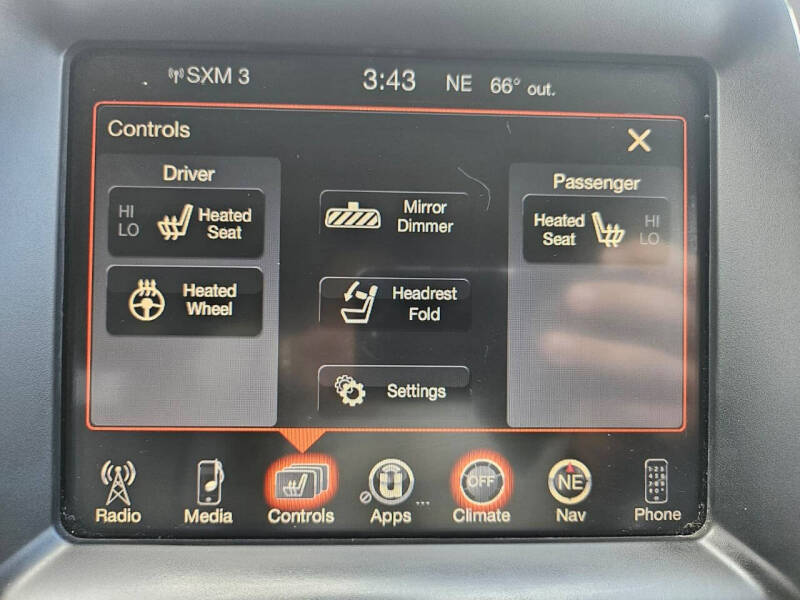 SXM 3 3:43 NE 66° out.
Controls X
Driver
HI
LO
Heated
Seat
Heated
Wheel
Mirror
Dimmer
Headrest
Fold
Settings
Passenger
Heated
Seat
HI
LO
OFF NE
Radio Media Controls Apps ... Climate Nav Phone